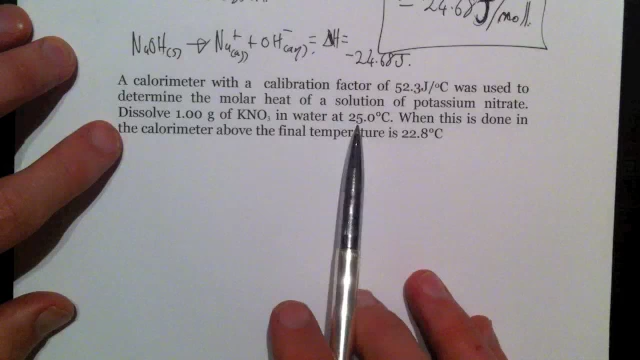 = 24.68 J/moll.
NaOH(s) → Na⁺(aq) + OH⁻(aq) = ΔH =
-24.68J.
A calorimeter with a calibration factor of 52.3J/°C was used to
determine the molar heat of a solution of potassium nitrate.
Dissolve 1.00 g of KNO, in water at 25.0°C. When this is done in
the calorimeter above the final temperature is 22.8°C